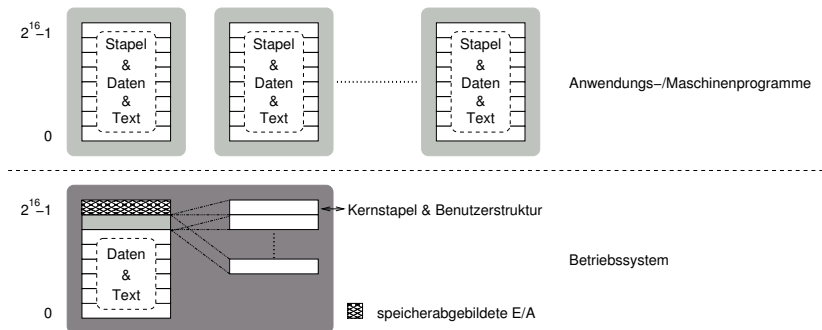 2^16−1
0
Stapel
&
Daten
&
Text
Stapel
&
Daten
&
Text
Stapel
&
Daten
&
Text
Anwendungs−/Maschinenprogramme
2^16−1
0
Daten
&
Text
Kernstapel & Benutzerstruktur
Betriebssystem
speicherabgebildete E/A